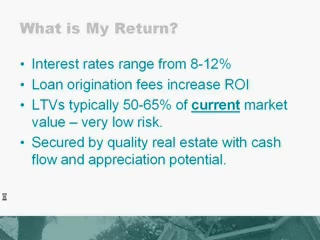 What is My Return?
• Interest rates range from 8-12%
• Loan origination fees increase ROI
• LTVs typically 50-65% of current market
value – very low risk.
• Secured by quality real estate with cash
flow and appreciation potential.